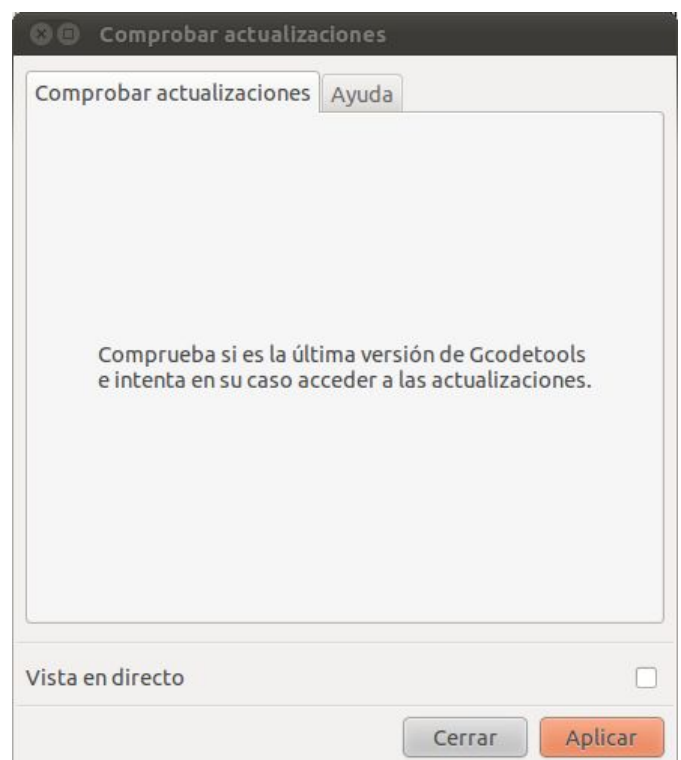 Comprobar actualizaciones
Comprobar actualizaciones Ayuda
Comprueba si es la última versión de Gcodetools
e intenta en su caso acceder a las actualizaciones.
Vista en directo
Cerrar Aplicar